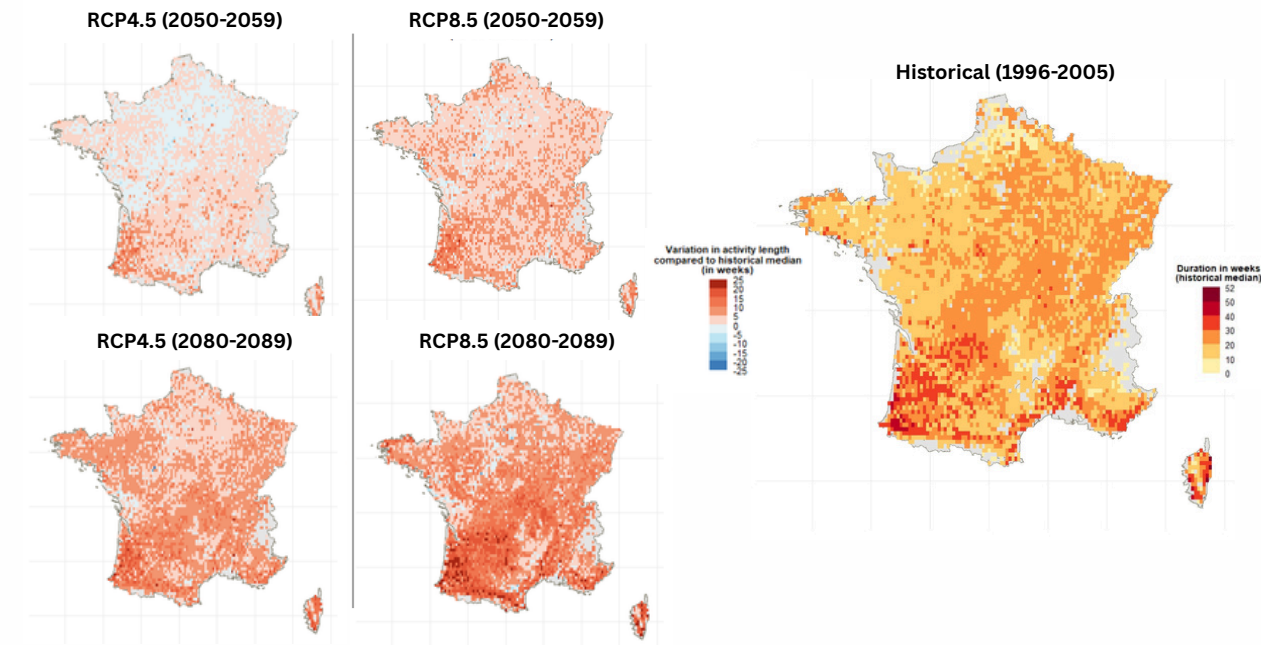 RCP4.5 (2050-2059)
RCP8.5 (2050-2059)
Historical (1996-2005)
Variation in activity length
compared to historical median
(in weeks)
25
20
15
10
5
0
-5
-10
-15
-20
-25
Duration in weeks
(historical median)
52
50
40
30
20
10
0
RCP4.5 (2080-2089)
RCP8.5 (2080-2089)